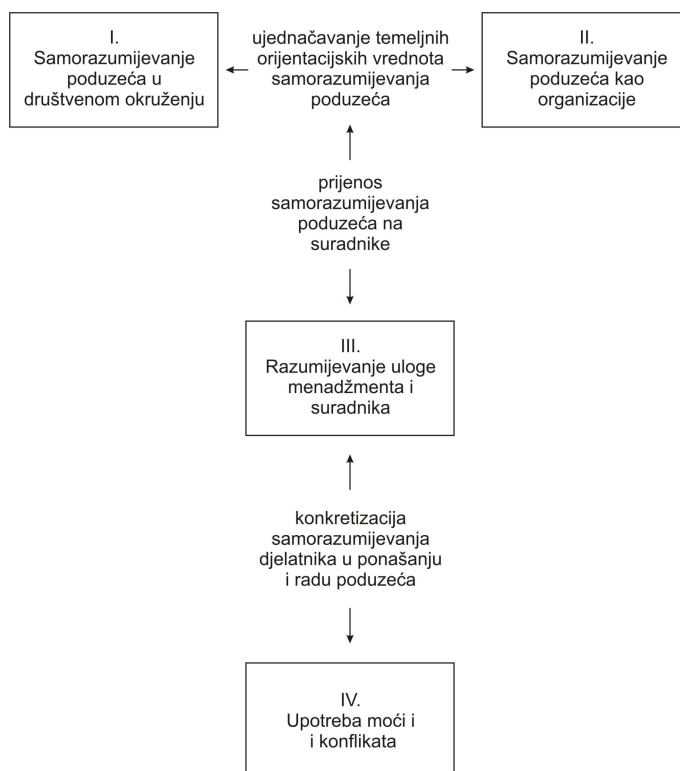 I.
Samorazumijevanje
poduzeća u
društvenom okruženju
ujednačavanje temeljnih
orijentacijskih vrednota
samorazumijevanja
poduzeća
II.
Samorazumijevanje
poduzeća kao
organizacije
prijenos
samorazumijevanja
poduzeća na
suradnike
III.
Razumijevanje uloge
menadžmenta i
suradnika
konkretizacija
samorazumijevanja
djelatnika u ponašanju
i radu poduzeća
IV.
Upotreba moći i
i konflikata